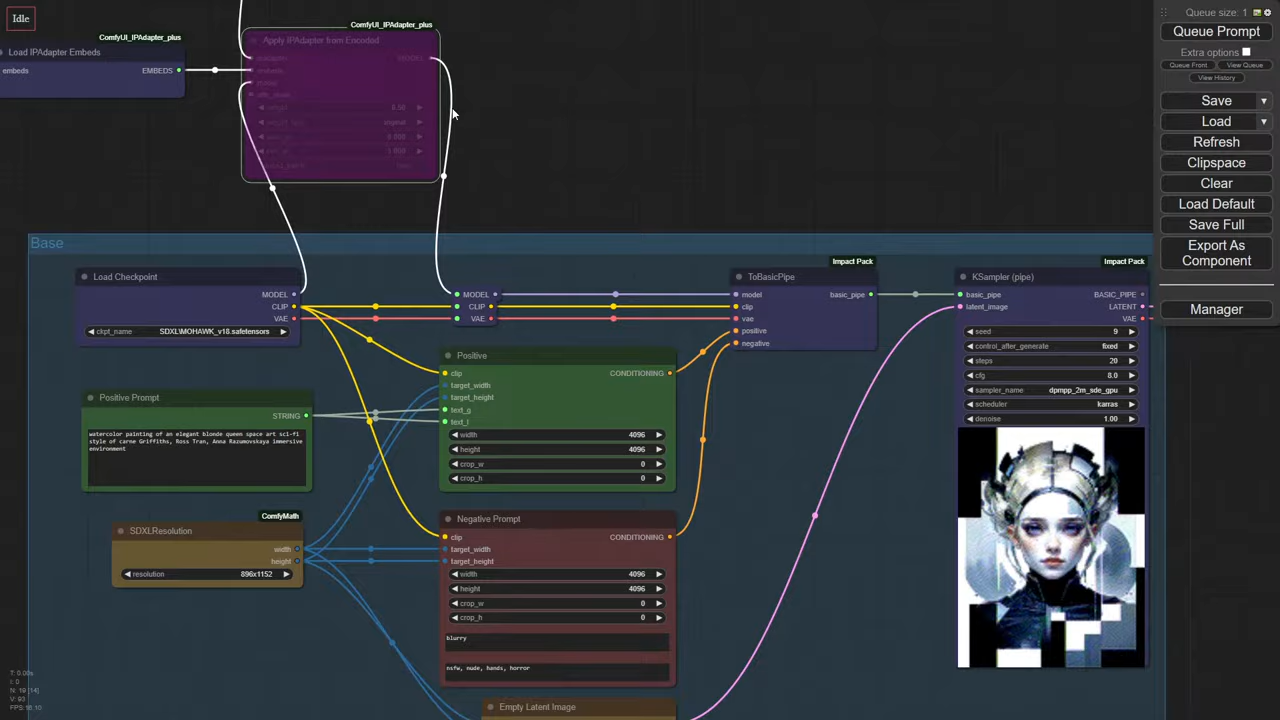 Idle
ComfyUI_IPAdapter_plus
Load IPAdapter Embeds
embeds
EMBEDS
ComfyUI_IPAdapter_plus
Apply IPAdapter from Encoded
MODEL
Queue size: 1
Queue Prompt
Extra options
Queue Front
View Queue
View History
Save
Load
Refresh
Clipspace
Clear
Load Default
Save Full
Export As
Component
Manager
Base
Load Checkpoint
MODEL
CLIP
VAE
ckpt_name
SDXL\MOHAWK_v18.safetensors
MODEL
CLIP
VAE
Impact Pack
ToBasicPipe
model
basic_pipe
clip
vae
positive
negative
Impact Pack
KSampler (pipe)
basic_pipe
BASIC_PIPE
latent_image
LATENT
VAE
seed
9
control_after_generate
fixed
steps
20
cfg
8.0
sampler_name
dpmpp_2m_sde_gpu
scheduler
karras
denoise
1.00
Positive Prompt
STRING
watercolor painting of an elegant blonde queen space art sci-fi
style of carne Griffiths, Ross Tran, Anna Razumovskaya immersive
environment
Positive
clip
CONDITIONING
target_width
target_height
text_g
text_l
width
4096
height
4096
crop_w
0
crop_h
0
ComfyMath
SDXLResolution
width
height
resolution
896x1152
Negative Prompt
clip
CONDITIONING
target_width
target_height
width
4096
height
4096
crop_w
0
crop_h
0
blurry
nsfw, nude, hands, horror
Empty Latent Image
T: 0.00s
I: 0
N: 19 [14]
V: 93